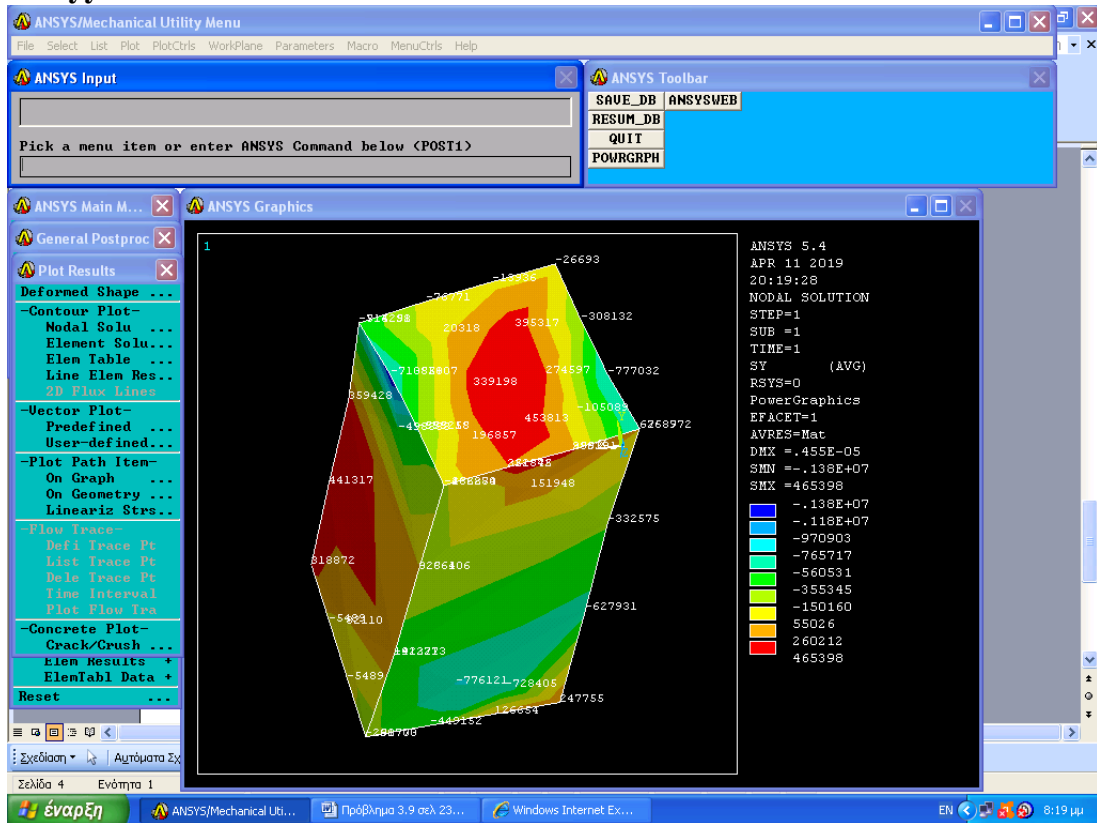 ANSYS/Mechanical Utility Menu
File Select List Plot PlotCtrls WorkPlane Parameters Macro MenuCtrls Help
ANSYS Input
Pick a menu item or enter ANSYS Command below (POST1)
ANSYS Toolbar
SAVE_DB ANSYSWEB
RESUM_DB
QUIT
POWRGRPH
ANSYS Main M...
General Postproc
Plot Results
Deformed Shape ...
-Contour Plot-
Nodal Solu ...
Element Solu...
Elem Table ...
Line Elem Res..
2D Flux Lines
-Vector Plot-
Predefined ...
User-defined...
-Plot Path Item-
On Graph ...
On Geometry ...
Lineariz Strs..
-Flow Trace-
Defi Trace Pt
List Trace Pt
Dele Trace Pt
Time Interval
Plot Flow Tra
-Concrete Plot-
Crack/Crush ...
Elem Results +
ElemTabl Data +
Reset ...
ANSYS Graphics
1
-26693
-76771
-308132
20318
395317
339198
274597
-777032
359428
-105089
453813
196857
441317
151948
-332575
318872
-627931
-5489
-776121
-728405
247755
126654
-449152
ANSYS 5.4
APR 11 2019
20:19:28
NODAL SOLUTION
STEP=1
SUB =1
TIME=1
SY (AVG)
RSYS=0
PowerGraphics
EFACET=1
AVRES=Mat
DMX =.455E-05
SMN =-.138E+07
SMX =465398
-.138E+07
-.118E+07
-970903
-765717
-560531
-355345
-150160
55026
260212
465398
Σχεδίαση
Αυτόματα Σχ
Σελίδα 4 Ενότητα 1
έναρξη
ANSYS/Mechanical Uti...
Πρόβλημα 3.9 σελ 23...
Windows Internet Ex...
EN
8:19 μμ